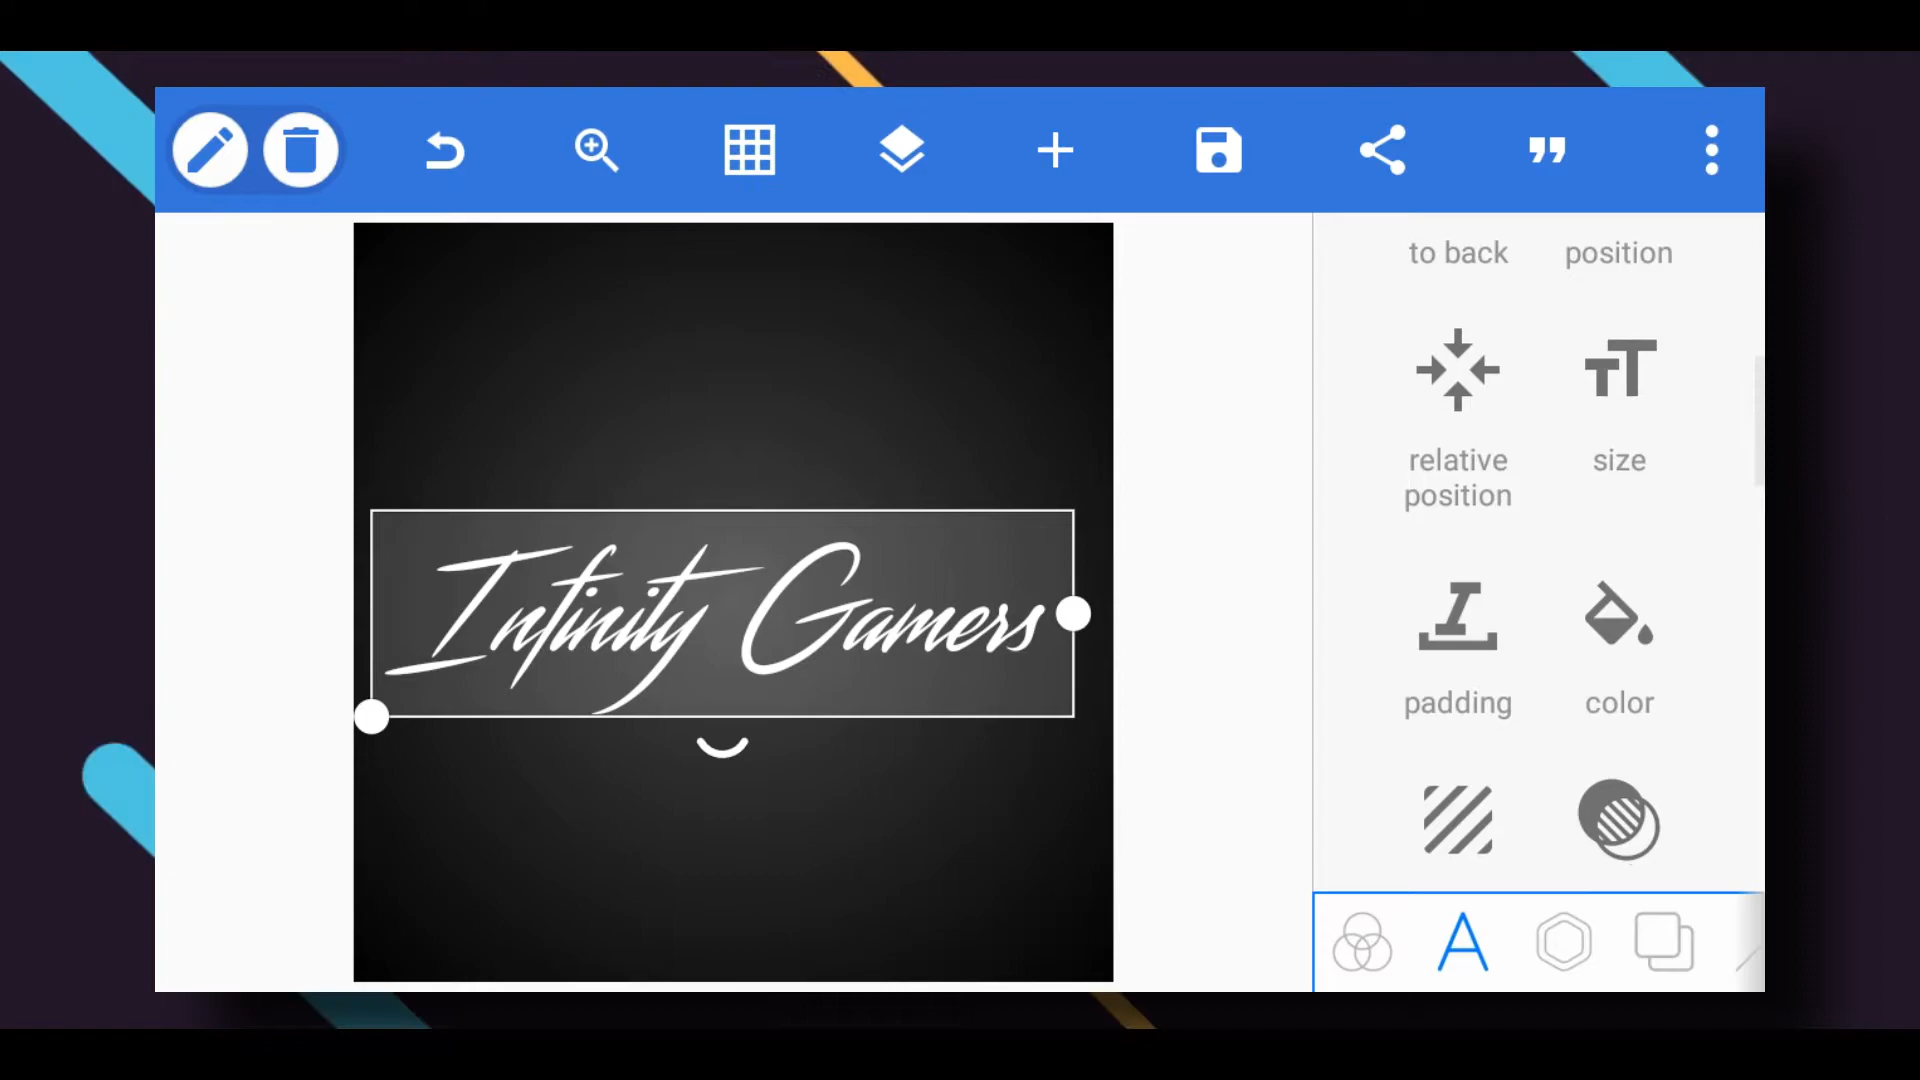 to back
position
Infinity Gamers
relative
position
size
padding
color